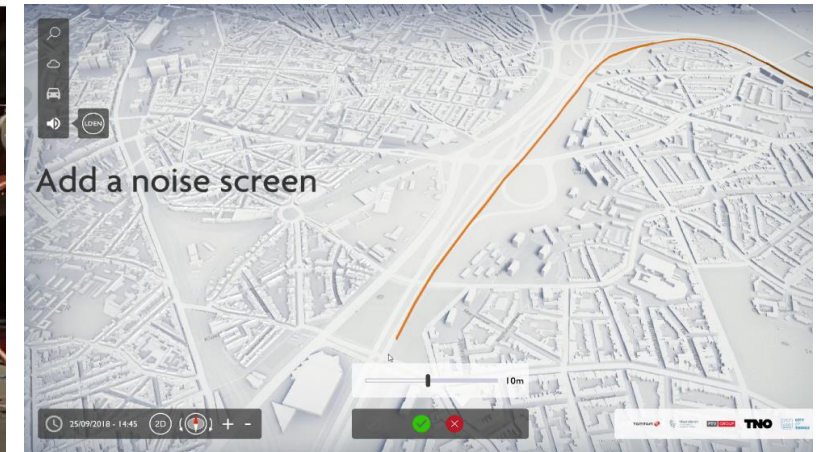 LDEN
Add a noise screen
10m
25/09/2018 - 14:45
2D
+ -
TNO